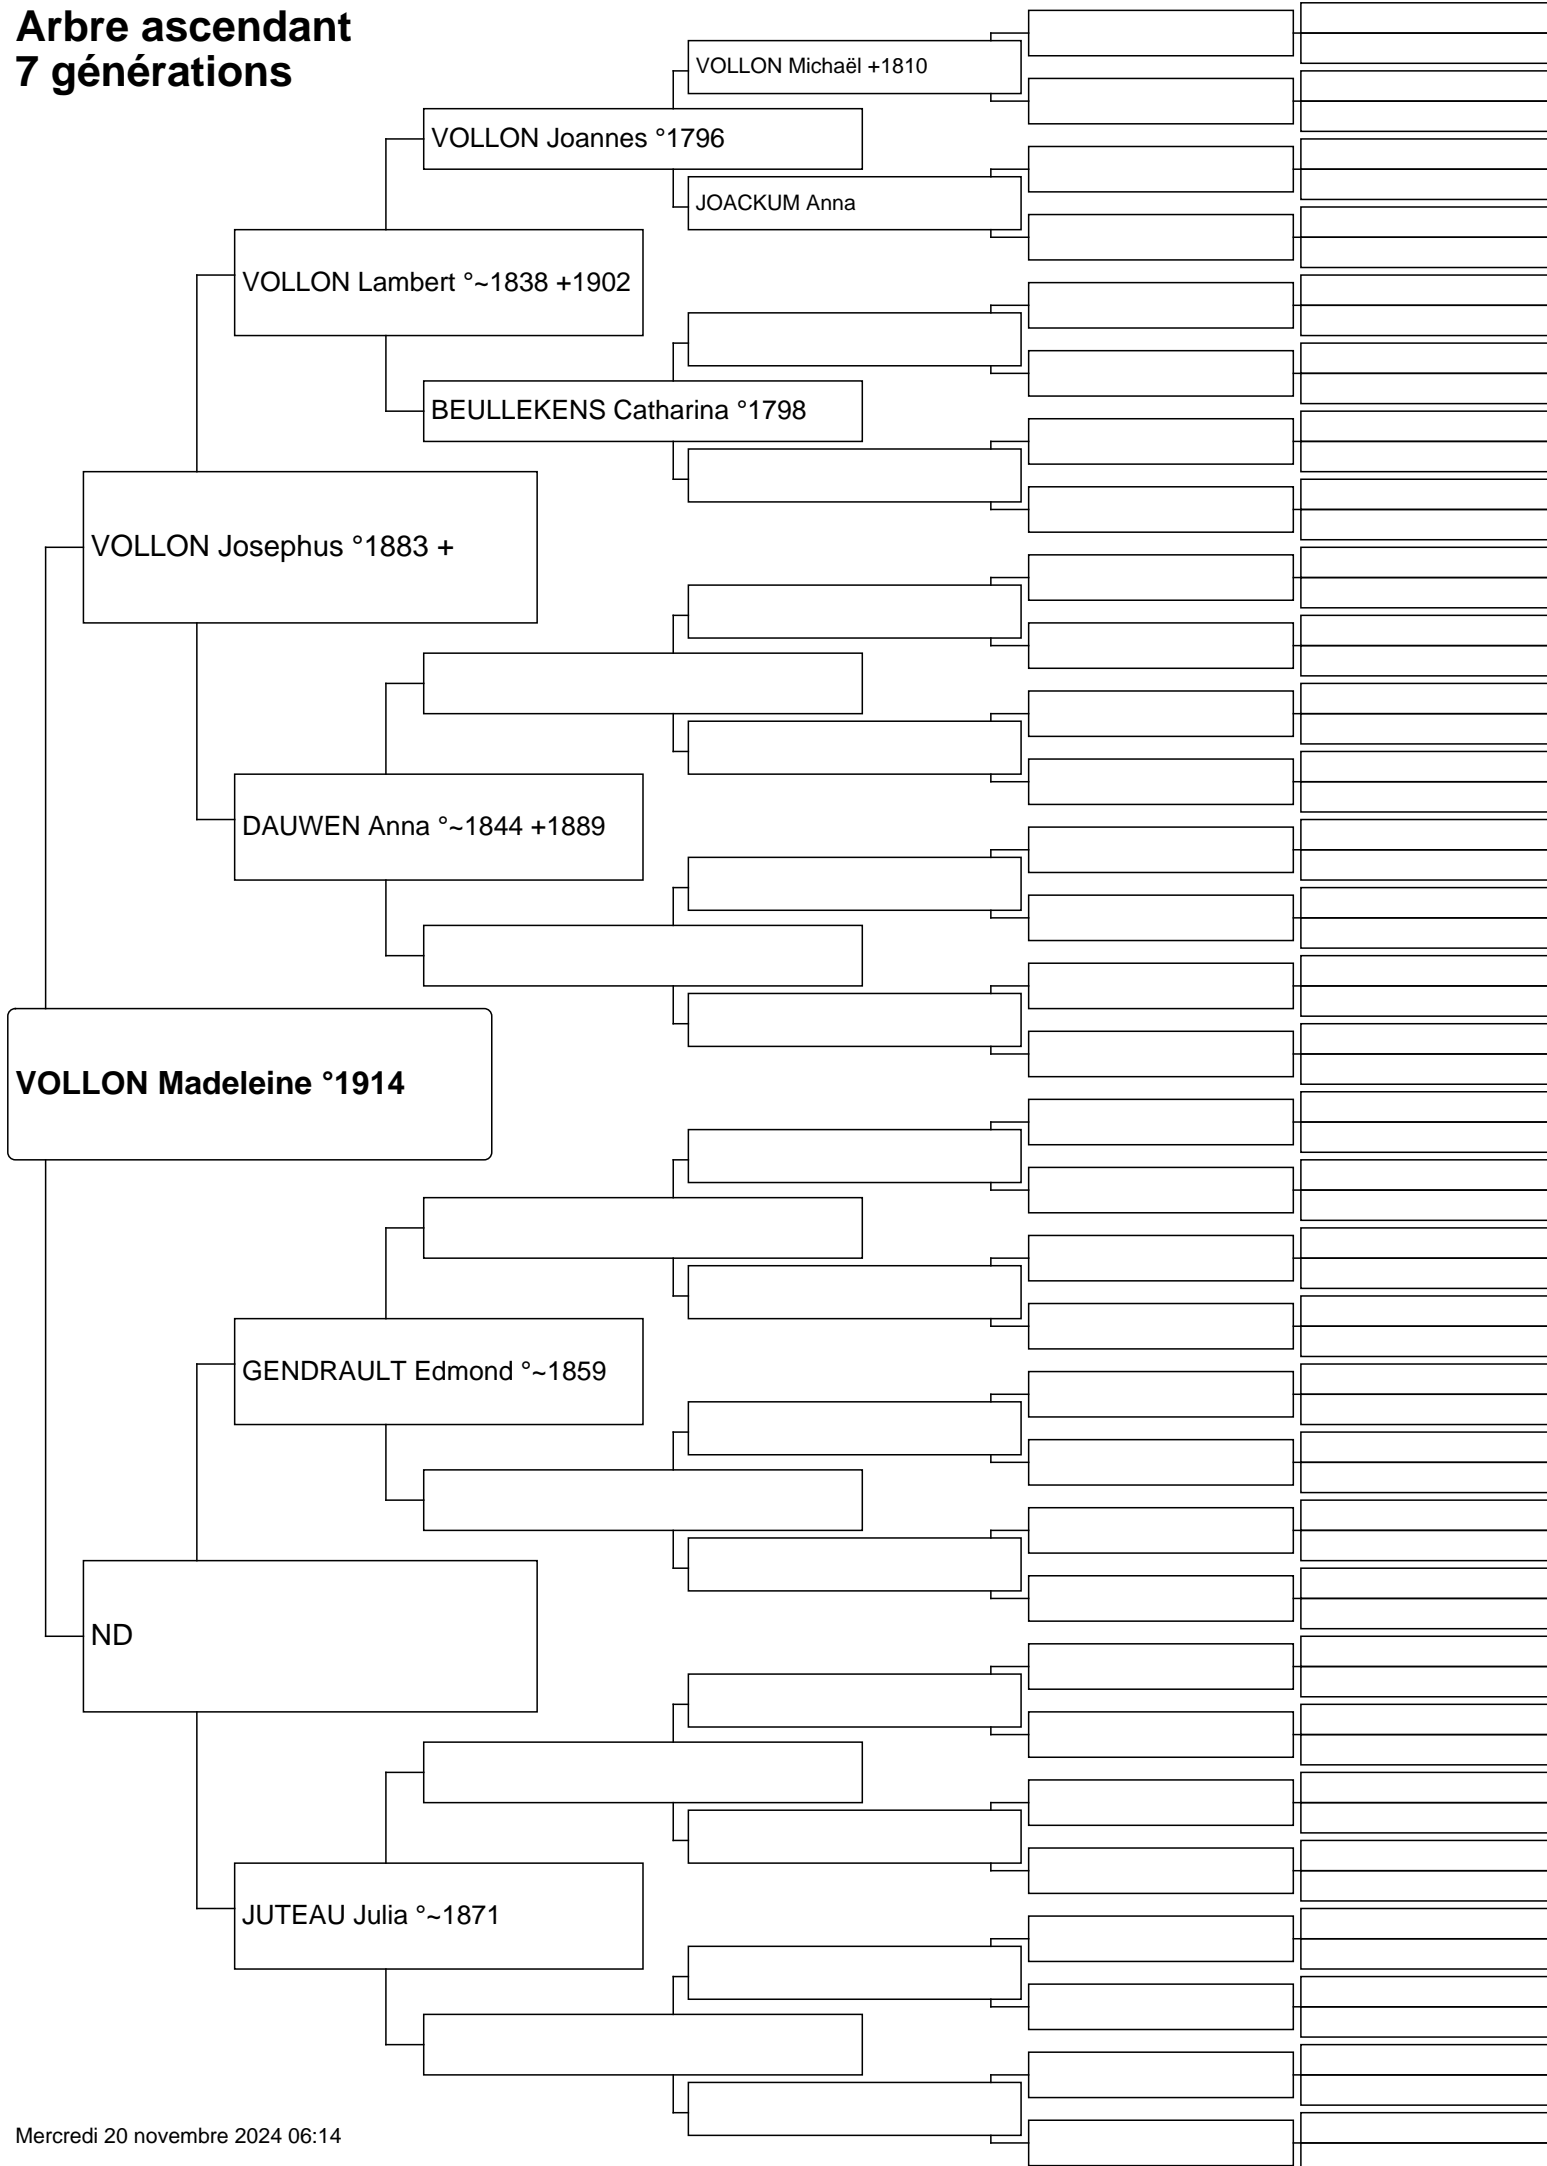 Arbre ascendant
7 générations
VOLLON Michaël +1810
VOLLON Joannes °1796
JOACKUM Anna
VOLLON Lambert °~1838 +1902
BEULLEKENS Catharina °1798
VOLLON Josephus °1883 +
DAUWEN Anna °~1844 +1889
VOLLON Madeleine °1914
GENDRAULT Edmond °~1859
ND
JUTEAU Julia °~1871
Mercredi 20 novembre 2024 06:14